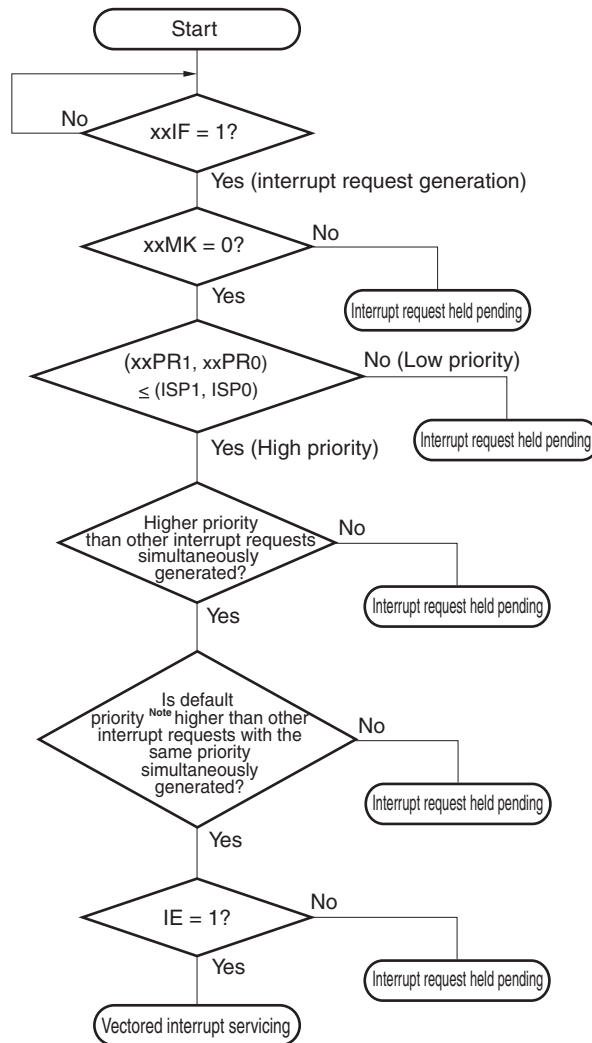 Start
No
xxIF = 1?
Yes (interrupt request generation)
xxMK = 0?
No
Yes
Interrupt request held pending
(xxPR1, xxPR0)
≤ (ISP1, ISP0)
No (Low priority)
Interrupt request held pending
Yes (High priority)
Higher priority
than other interrupt requests
simultaneously
generated?
No
Interrupt request held pending
Yes
Is default
priority Note higher than other
interrupt requests with the
same priority
simultaneously
generated?
No
Interrupt request held pending
Yes
IE = 1?
No
Yes
Interrupt request held pending
Vectored interrupt servicing